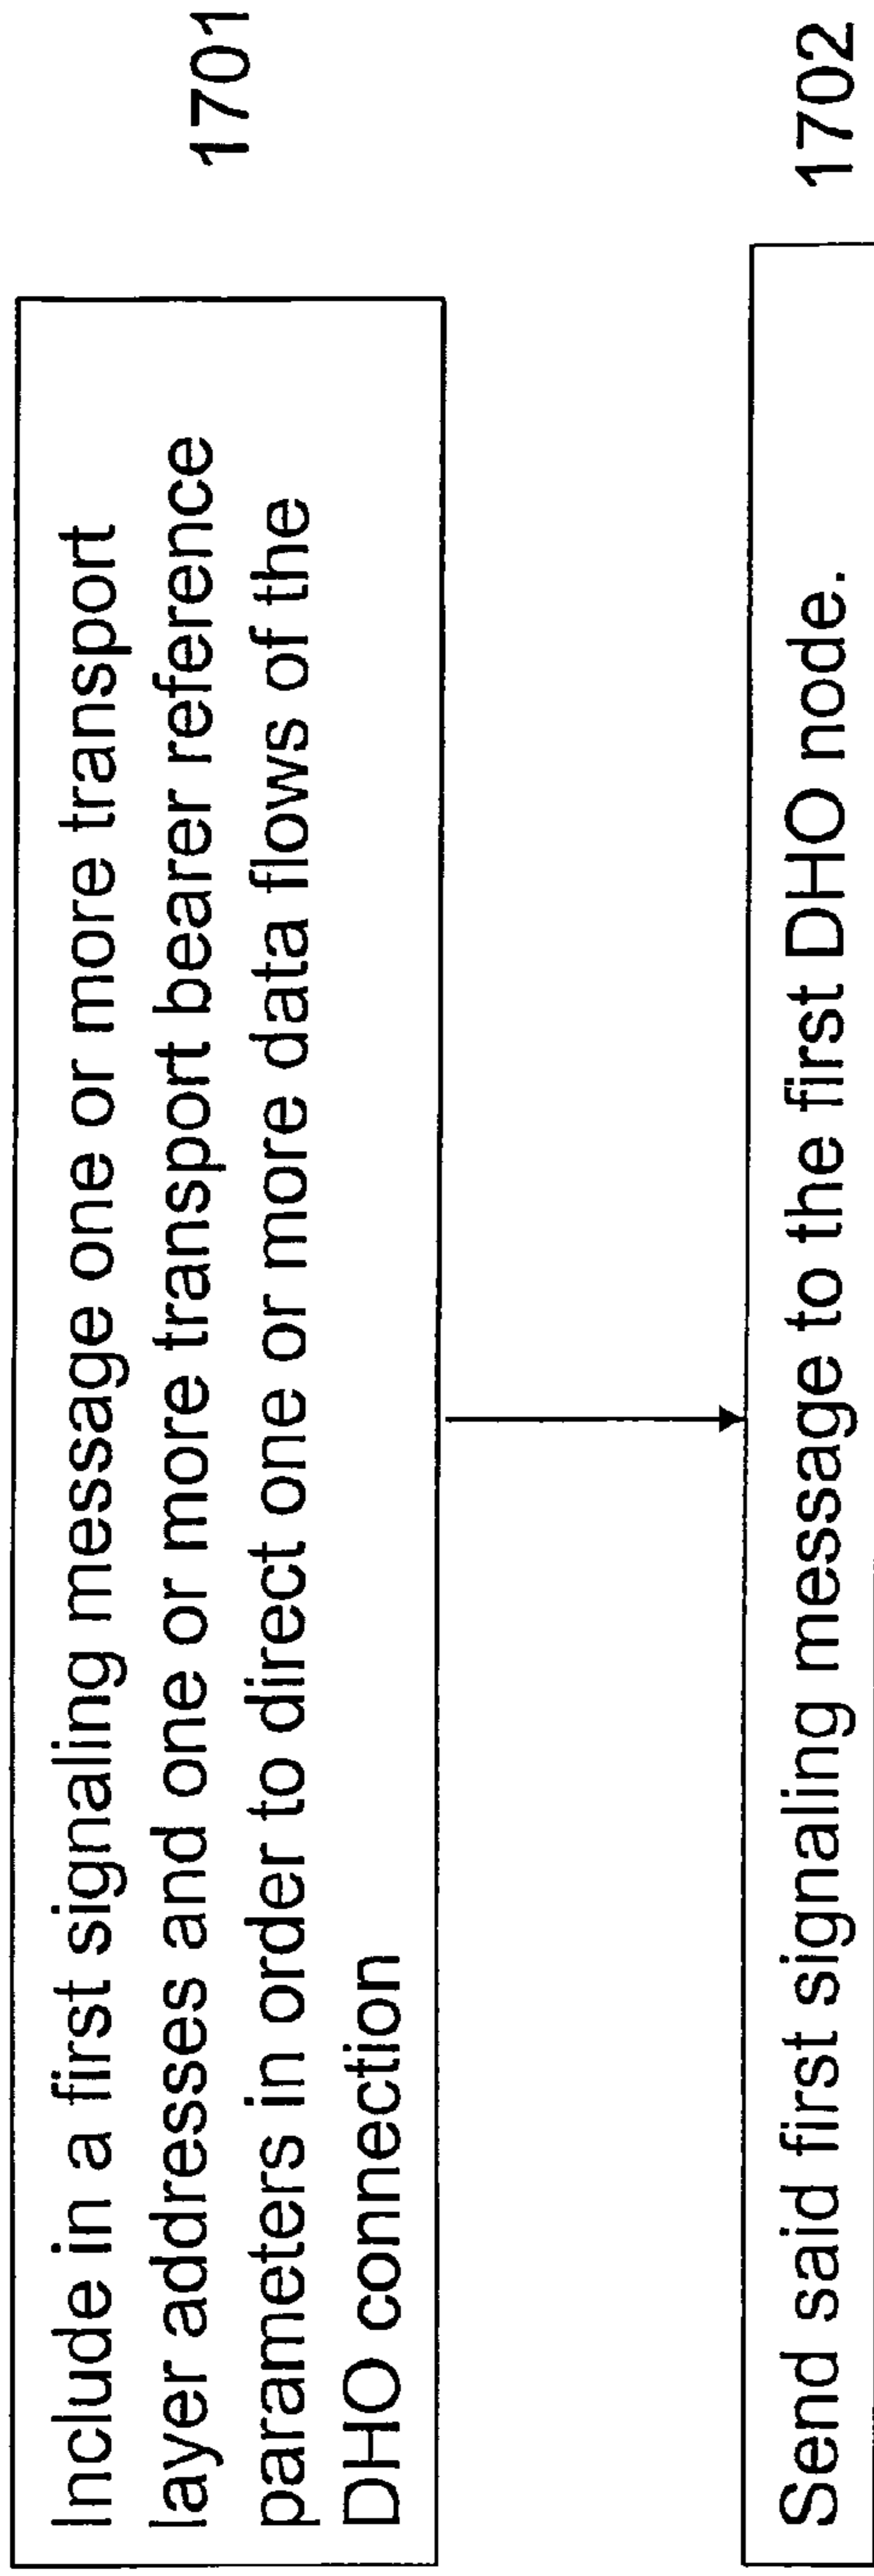 Include in a first signaling message one or more transport
layer addresses and one or more transport bearer reference
parameters in order to direct one or more data flows of the
DHO connection
1701
Send said first signaling message to the first DHO node.
1702